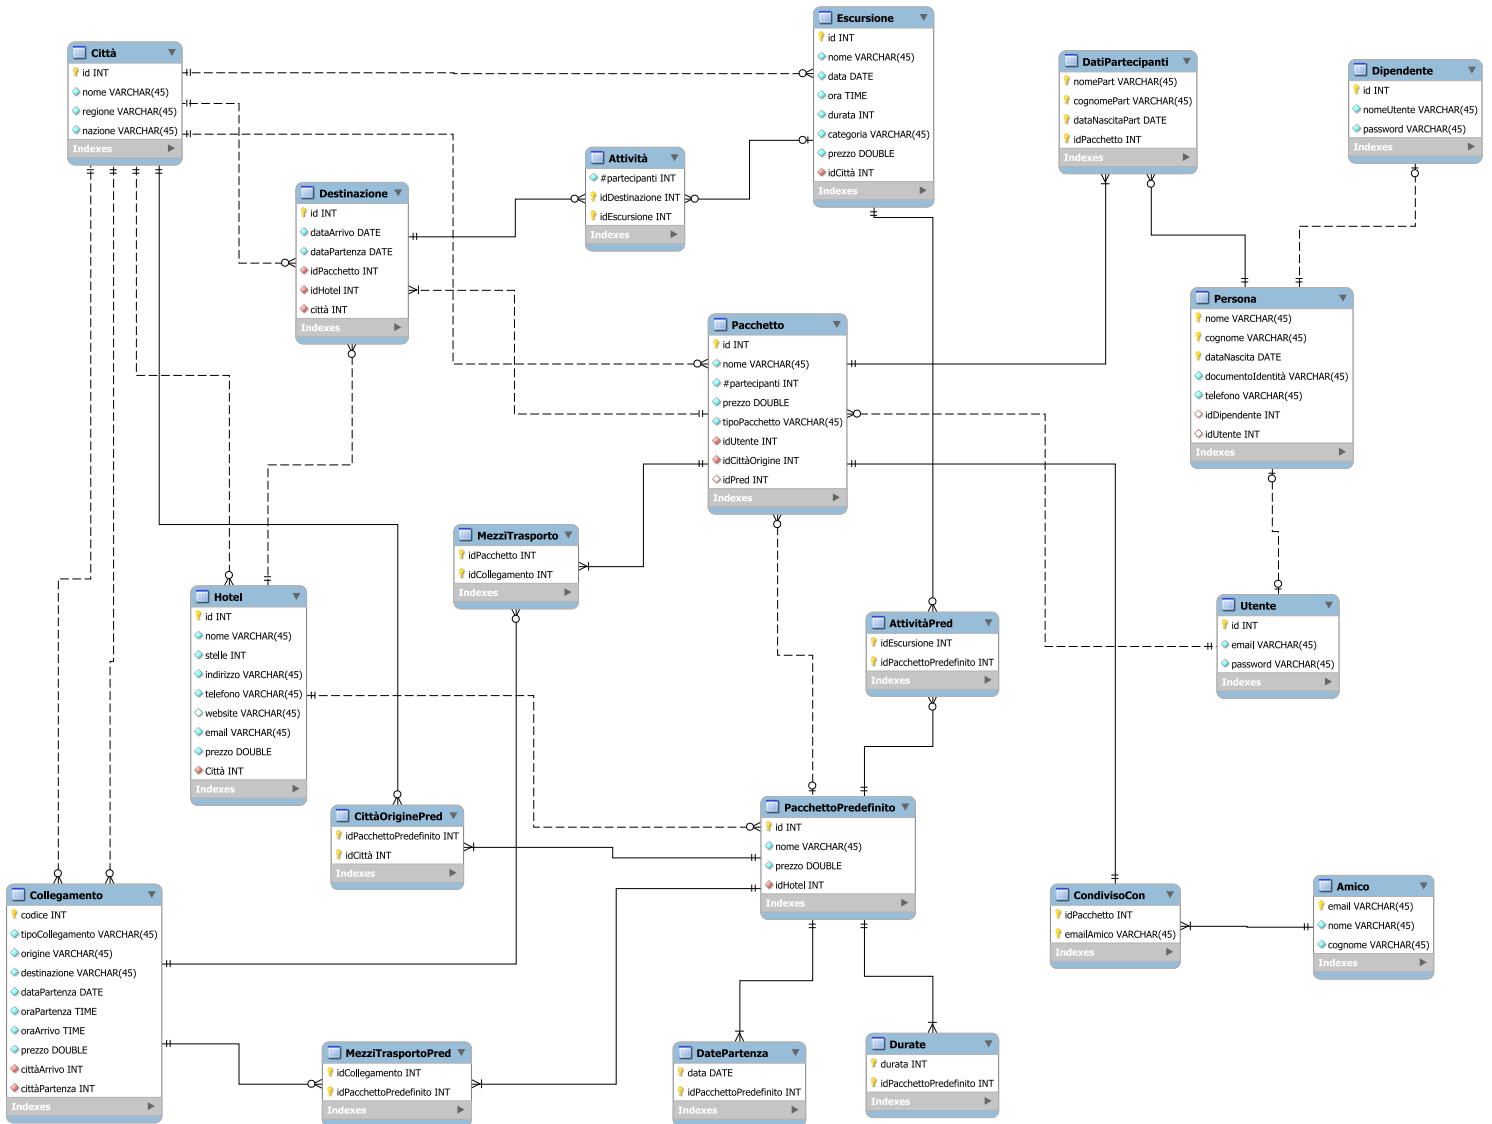 Città
id INT
nome VARCHAR(45)
regione VARCHAR(45)
nazione VARCHAR(45)
Indexes
Escursione
id INT
nome VARCHAR(45)
data DATE
ora TIME
durata INT
categoria VARCHAR(45)
prezzo DOUBLE
idCittà INT
Indexes
DatiPartecipanti
nomePart VARCHAR(45)
cognomePart VARCHAR(45)
dataNascitaPart DATE
idPacchetto INT
Indexes
Dipendente
id INT
nomeUtente VARCHAR(45)
password VARCHAR(45)
Indexes
Attività
#partecipanti INT
idDestinazione INT
idEscursione INT
Indexes
Destinazione
id INT
dataArrivo DATE
dataPartenza DATE
idPacchetto INT
idHotel INT
città INT
Indexes
Persona
nome VARCHAR(45)
cognome VARCHAR(45)
dataNascita DATE
documentoIdentità VARCHAR(45)
telefono VARCHAR(45)
idDipendente INT
idUtente INT
Indexes
Pacchetto
id INT
nome VARCHAR(45)
#partecipanti INT
prezzo DOUBLE
tipoPacchetto VARCHAR(45)
idUtente INT
idCittàOrigine INT
idPred INT
Indexes
MezziTrasporto
idPacchetto INT
idCollegamento INT
Indexes
Hotel
id INT
nome VARCHAR(45)
stelle INT
indirizzo VARCHAR(45)
telefono VARCHAR(45)
website VARCHAR(45)
email VARCHAR(45)
prezzo DOUBLE
Città INT
Indexes
AttivitàPred
idEscursione INT
idPacchettoPredefinito INT
Indexes
Utente
id INT
email VARCHAR(45)
password VARCHAR(45)
Indexes
CittàOriginePred
idPacchettoPredefinito INT
idCittà INT
Indexes
PacchettoPredefinito
id INT
nome VARCHAR(45)
prezzo DOUBLE
idHotel INT
Indexes
Collegamento
codice INT
tipoCollegamento VARCHAR(45)
origine VARCHAR(45)
destinazione VARCHAR(45)
dataPartenza DATE
oraPartenza TIME
oraArrivo TIME
prezzo DOUBLE
cittàArrivo INT
cittàPartenza INT
Indexes
CondivisoCon
idPacchetto INT
emailAmico VARCHAR(45)
Indexes
Amico
email VARCHAR(45)
nome VARCHAR(45)
cognome VARCHAR(45)
Indexes
MezziTrasportoPred
idCollegamento INT
idPacchettoPredefinito INT
Indexes
DatePartenza
data DATE
idPacchettoPredefinito INT
Indexes
Durate
durata INT
idPacchettoPredefinito INT
Indexes